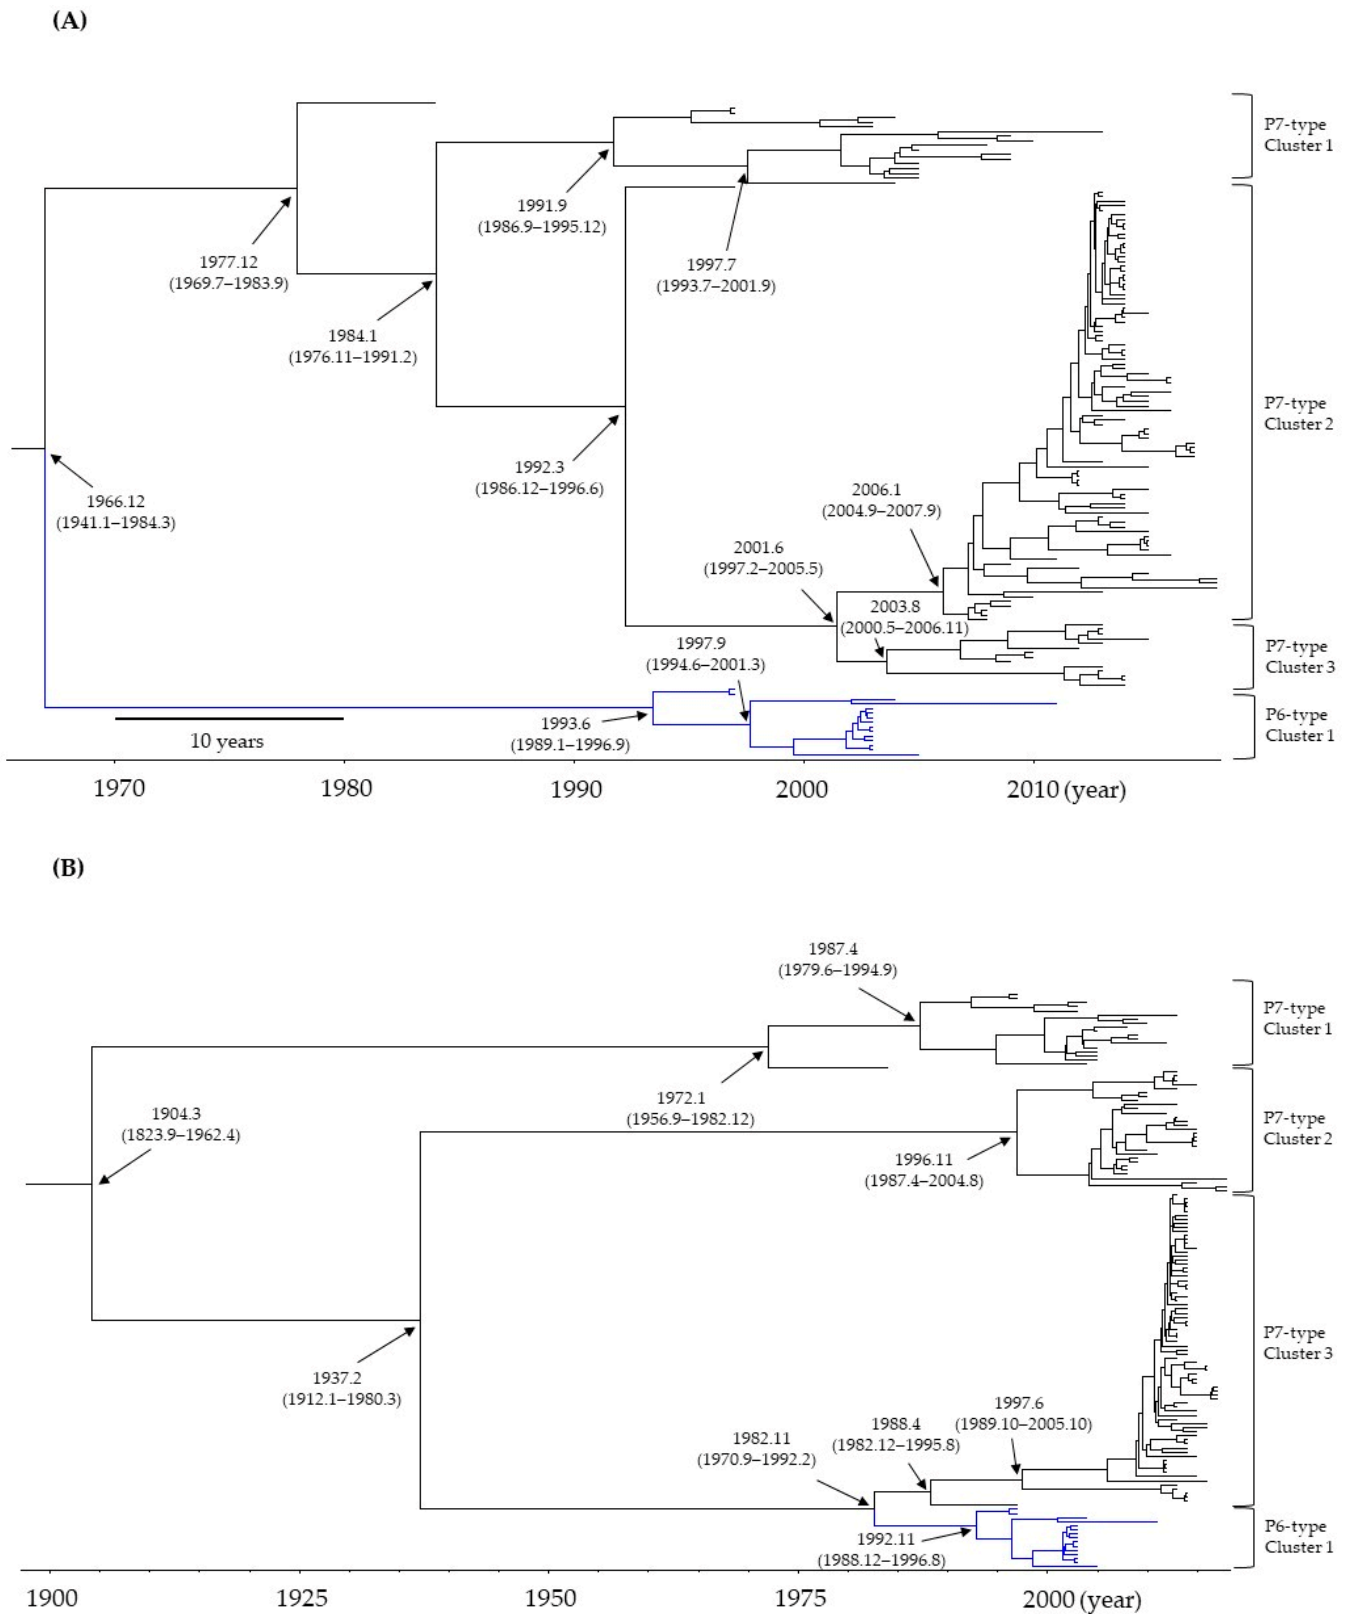 (A)
P7-type
Cluster 1
1991.9
(1986.9–1995.12)
1977.12
(1969.7–1983.9)
1997.7
(1993.7–2001.9)
1984.1
(1976.11–1991.2)
P7-type
Cluster 2
1992.3
(1986.12–1996.6)
1966.12
(1941.1–1984.3)
2006.1
(2004.9–2007.9)
2001.6
(1997.2–2005.5)
2003.8
(2000.5–2006.11)
1997.9
(1994.6–2001.3)
P7-type
Cluster 3
1993.6
(1989.1–1996.9)
P6-type
Cluster 1
10 years
1970 1980 1990 2000 2010 (year)
(B)
1987.4
(1979.6–1994.9)
P7-type
Cluster 1
1972.1
(1956.9–1982.12)
1904.3
(1823.9–1962.4)
P7-type
Cluster 2
1996.11
(1987.4–2004.8)
P7-type
Cluster 3
1937.2
(1912.1–1980.3)
1997.6
(1989.10–2005.10)
1988.4
(1982.12–1995.8)
1982.11
(1970.9–1992.2)
1992.11
(1988.12–1996.8)
P6-type
Cluster 1
1900 1925 1950 1975 2000 (year)